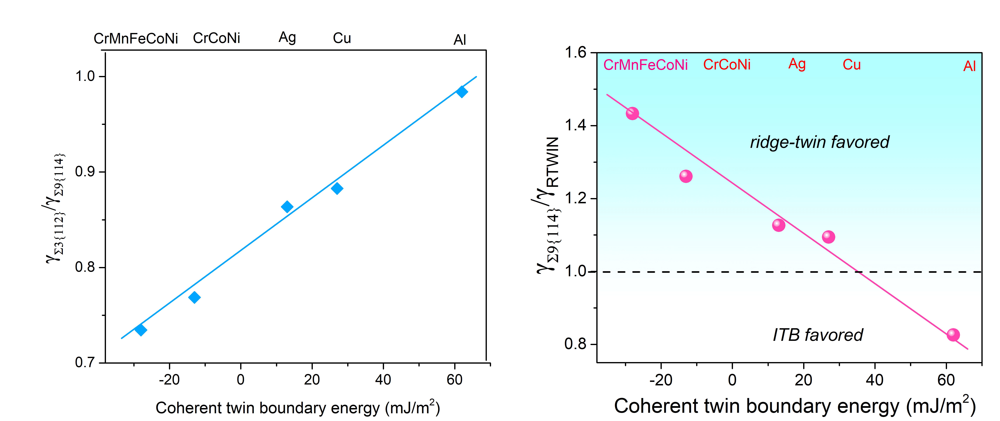 CrMnFeCoNi CrCoNi Ag Cu Al
1.0
0.9
0.8
0.7
γΣ3{112}/γΣ9{114}
-20 0 20 40 60
Coherent twin boundary energy (mJ/m²)
1.6
1.4
1.2
1.0
0.8
γΣ9{114}/γRTWIN
CrMnFeCoNi CrCoNi Ag Cu Al
ridge-twin favored
ITB favored
-20 0 20 40 60
Coherent twin boundary energy (mJ/m²)